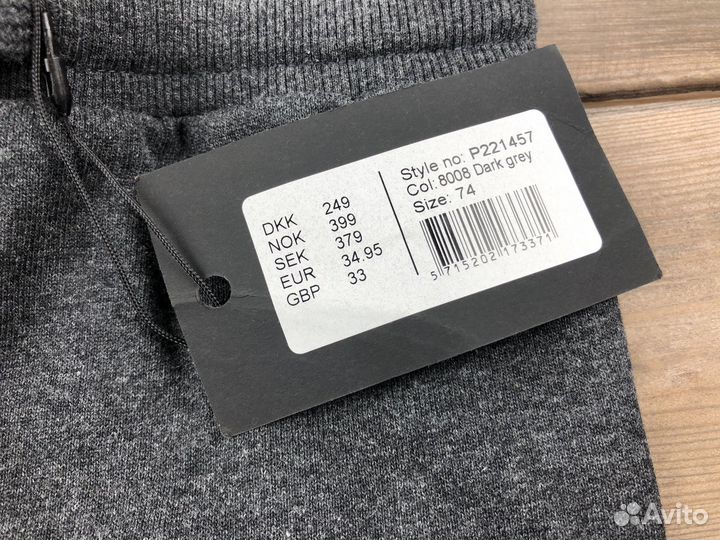 DKK 249
NOK 399
SEK 379
EUR 34.95
GBP 33
Style no: P221457
Col: 8008 Dark grey
Size: 74
5 715202 173371
Avito